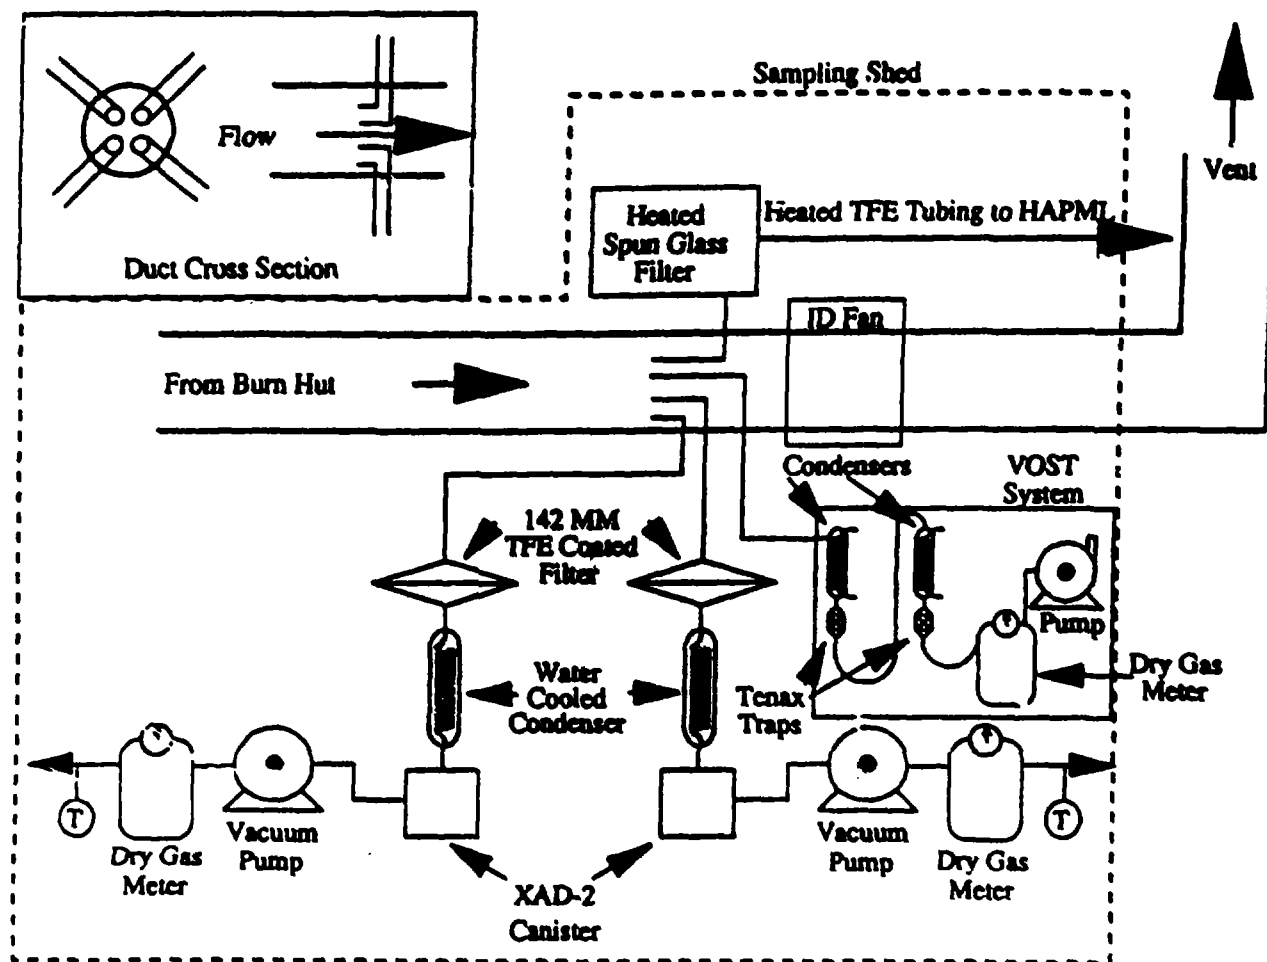 Sampling Shed
Flow
Duct Cross Section
Vent
Heated
Spun Glass
Filter
Heated TFE Tubing to HAPML
ID Fan
From Burn Hut
Condensers
VOST
System
142 MM
TFE Coated
Filter
Pump
Water
Cooled
Condenser
Tenax
Traps
Dry Gas
Meter
T
Dry Gas
Meter
Vacuum
Pump
XAD-2
Canister
Vacuum
Pump
Dry Gas
Meter
T